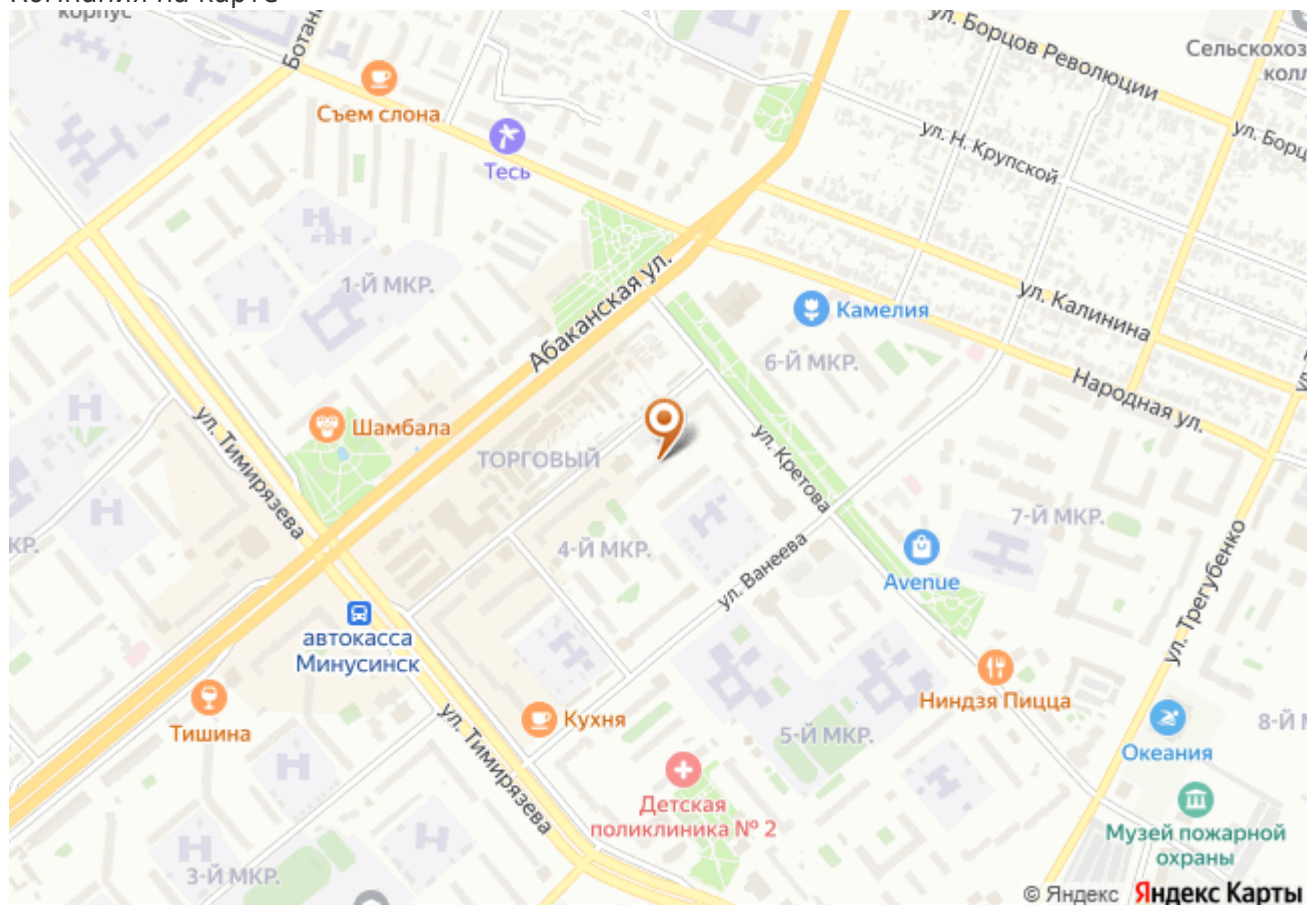 Компания на карте
корпус
Ботан
ул. Борцов Революции
Сельскохоз
колл
Съем слона
Тесь
ул. Н. Крупской
ул. Борц
1-Й МКР.
Абаканская ул.
Камелия
ул. Калинина
6-Й МКР.
Народная ул.
Шамбала
ул. Тимирязева
ТОРГОВЫЙ
ул. Кретова
КР.
4-Й МКР.
7-Й МКР.
ул. Ванеева
Avenue
ул. Трегубенко
автокасса
Минусинск
Тишина
Кухня
ул. Тимирязева
5-Й МКР.
Ниндзя Пицца
8-Й М
Океания
Детская
поликлиника № 2
Музей пожарной
охраны
3-Й МКР.
© Яндекс Яндекс Карты